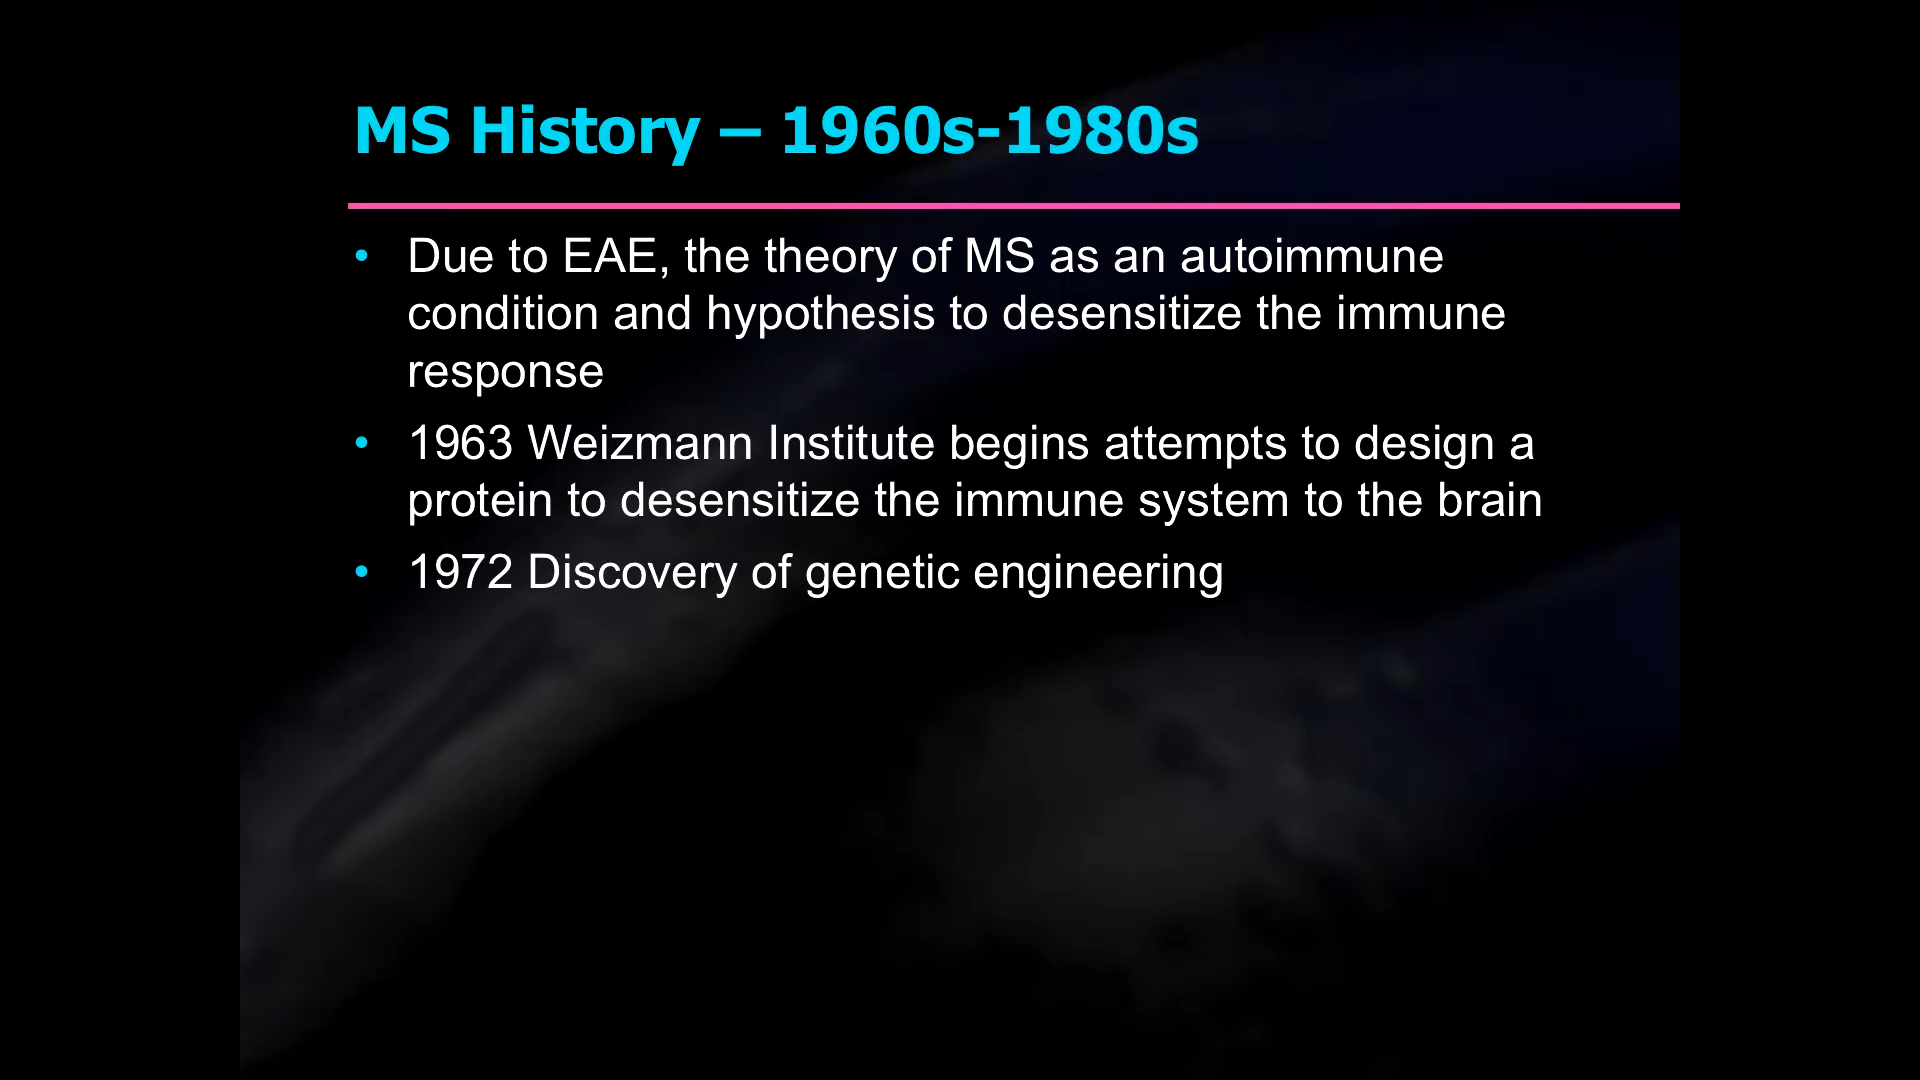 MS History – 1960s-1980s
• Due to EAE, the theory of MS as an autoimmune
condition and hypothesis to desensitize the immune
response
• 1963 Weizmann Institute begins attempts to design a
protein to desensitize the immune system to the brain
• 1972 Discovery of genetic engineering